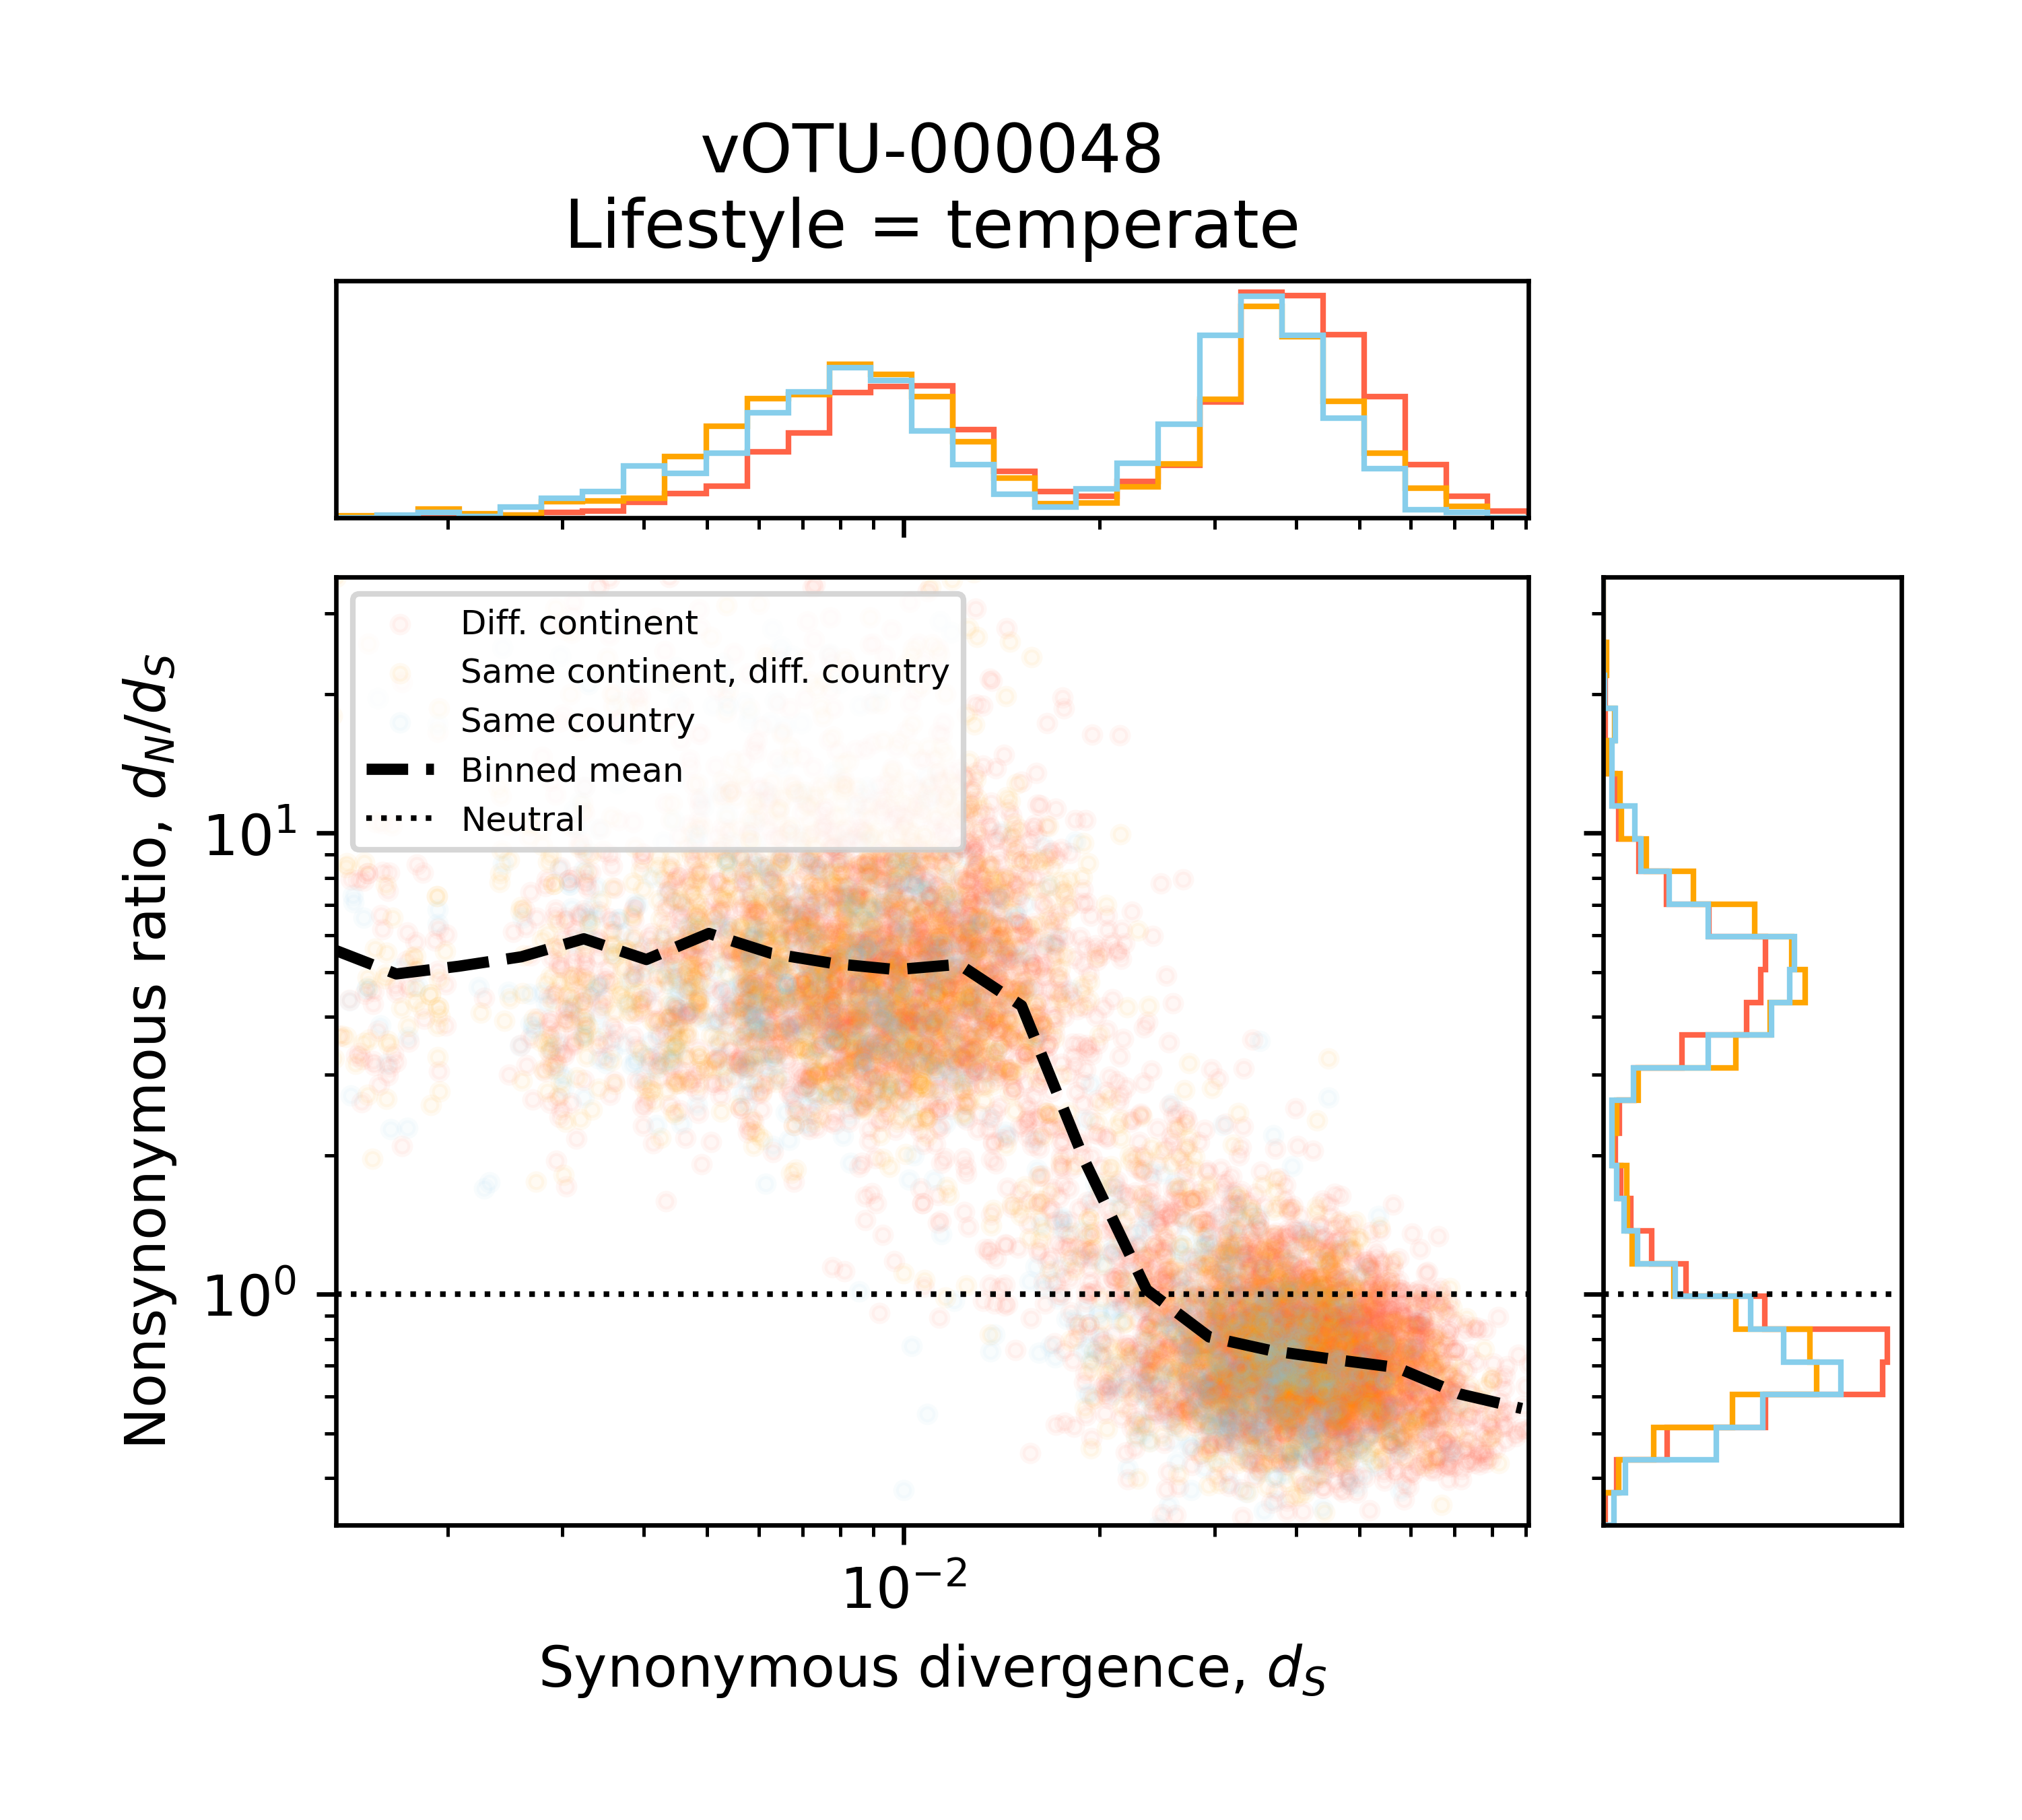 vOTU-000048
Lifestyle = temperate
Diff. continent
Same continent, diff. country
Same country
Binned mean
Neutral
Nonsynonymous ratio, d_N/d_S
10^1
10^0
10^-2
Synonymous divergence, d_S